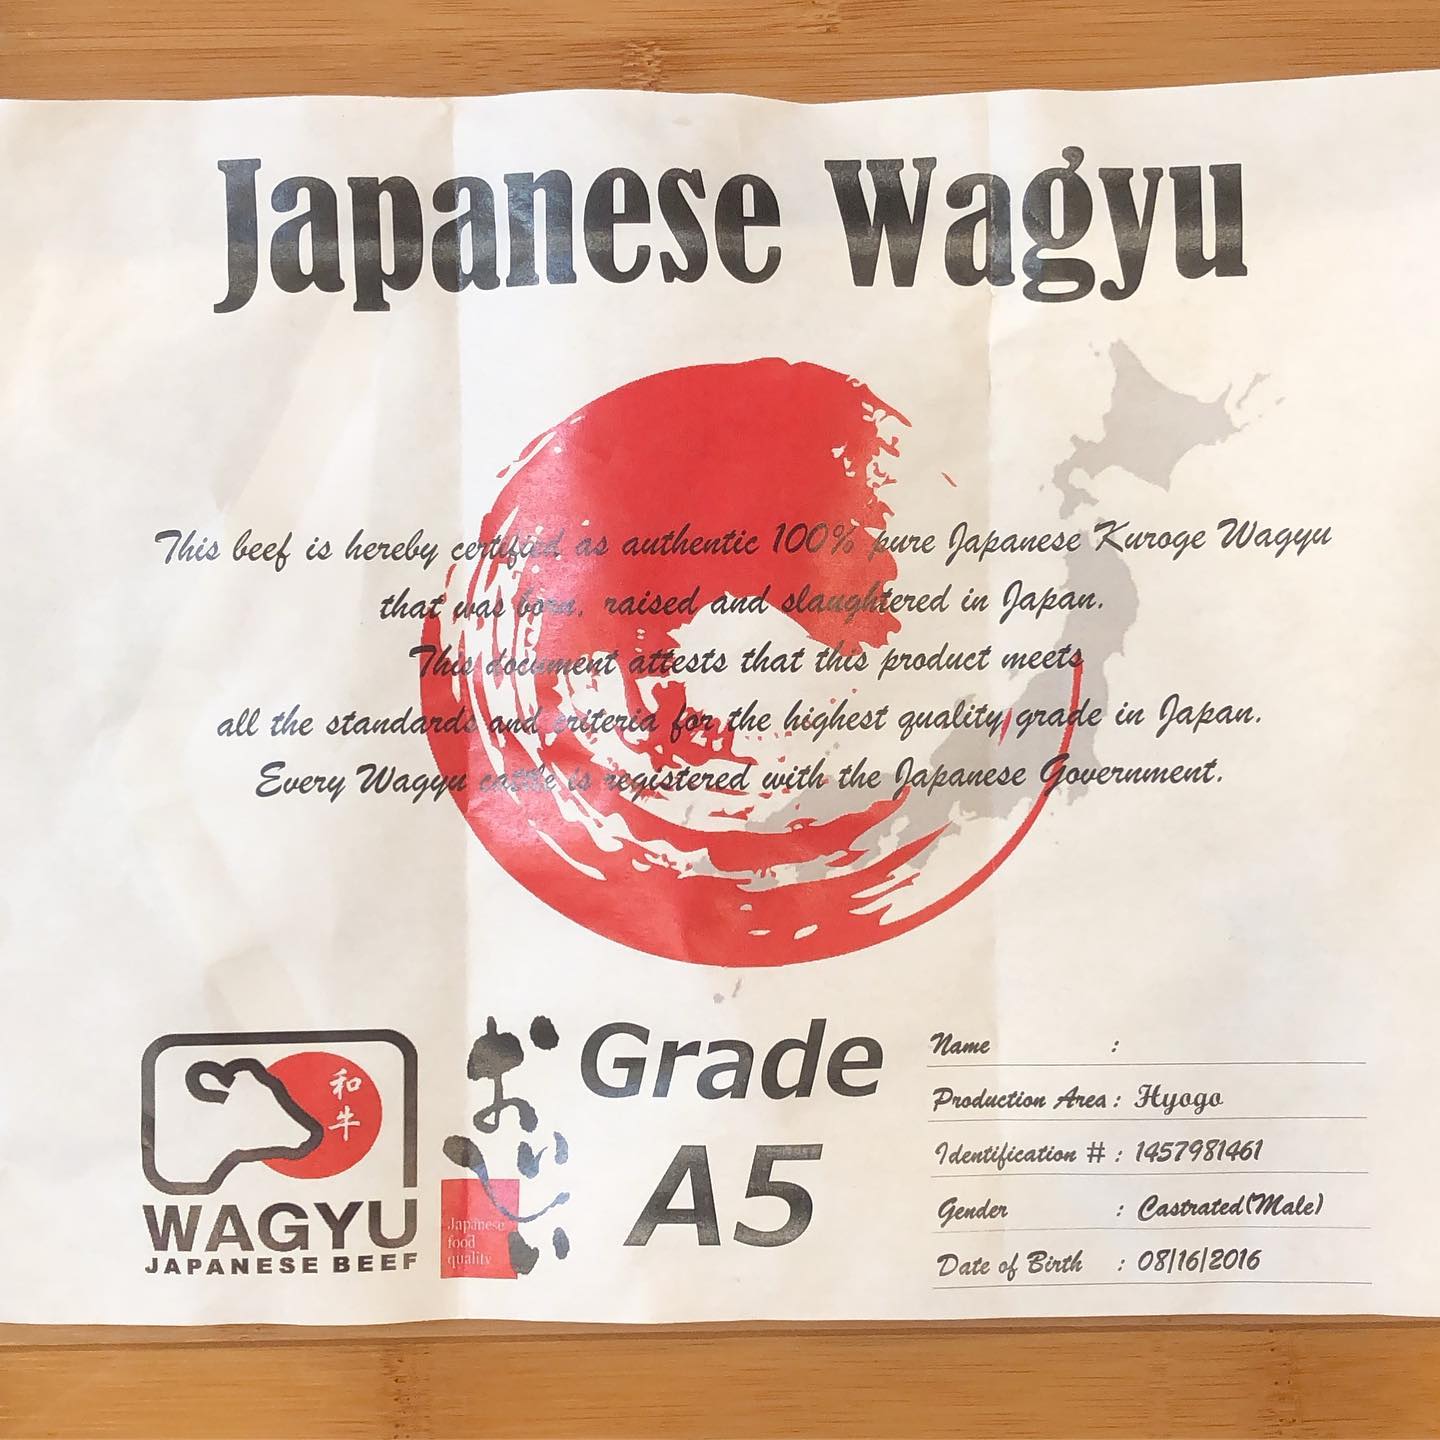 Japanese Wagyu
This beef is hereby certified as authentic 100% pure Japanese Kuroge Wagyu
that was born, raised and slaughtered in Japan.
This document attests that this product meets
all the standards and criteria for the highest quality grade in Japan.
Every Wagyu cattle is registered with the Japanese Government.
和牛
WAGYU
JAPANESE BEEF
おいしい
Japanese
food
quality
Grade
A5
Name :
Production Area : Hyogo
Identification # : 1457981461
Gender : Castrated(Male)
Date of Birth : 08/16/2016